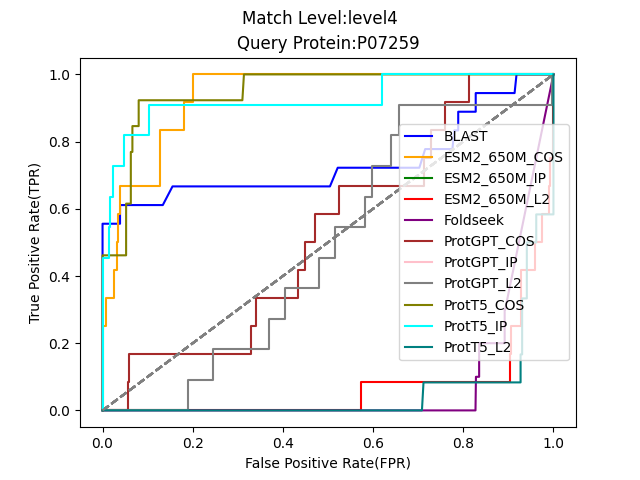 Match Level:level4
Query Protein:P07259
True Positive Rate(TPR)
1.0
0.8
0.6
0.4
0.2
0.0
BLAST
ESM2_650M_COS
ESM2_650M_IP
ESM2_650M_L2
Foldseek
ProtGPT_COS
ProtGPT_IP
ProtGPT_L2
ProtT5_COS
ProtT5_IP
ProtT5_L2
0.0 0.2 0.4 0.6 0.8 1.0
False Positive Rate(FPR)